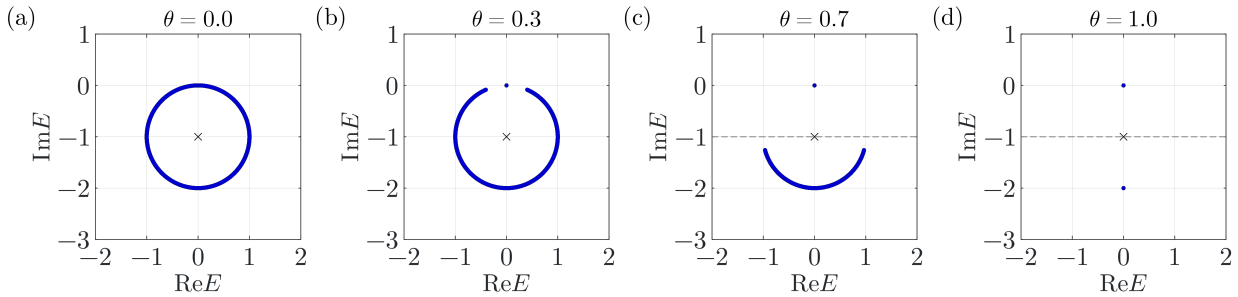 (a) θ = 0.0 (b) θ = 0.3 (c) θ = 0.7 (d) θ = 1.0
1 1 1 1
0 0 0 0
ImE −1 ImE −1 ImE −1 ImE −1
−2 −2 −2 −2
−3 −3 −3 −3
−2 −1 0 1 2 −2 −1 0 1 2 −2 −1 0 1 2 −2 −1 0 1 2
ReE ReE ReE ReE